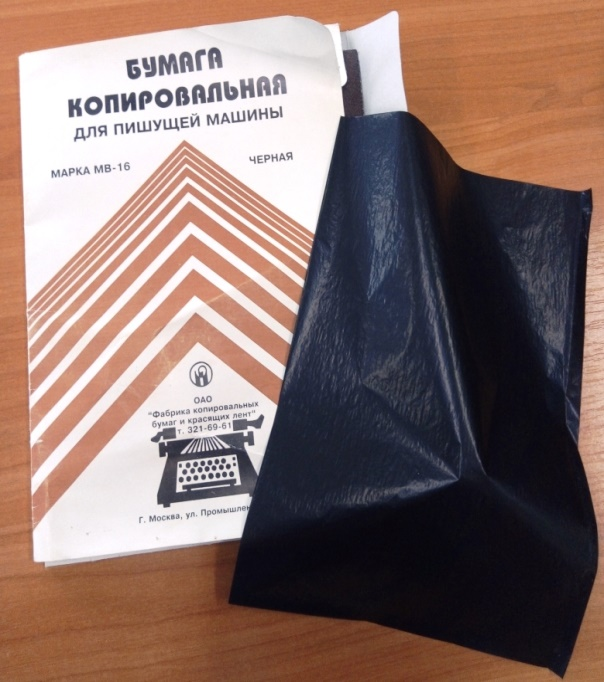 БУМАГА
КОПИРОВАЛЬНАЯ
ДЛЯ ПИШУЩЕЙ МАШИНЫ
МАРКА МВ-16 ЧЕРНАЯ
ОАО
"Фабрика копировальных
бумаг и красящих лент"
т. 321-69-61
Г. Москва, ул.